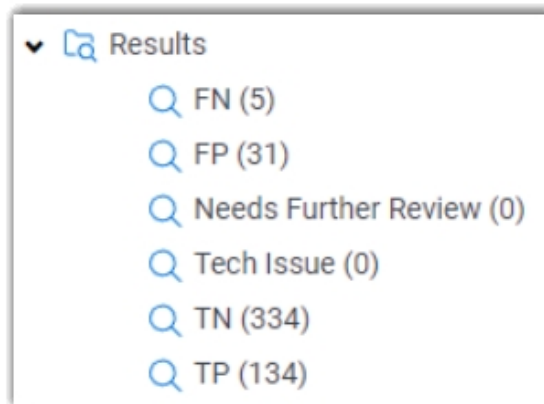 Results
FN (5)
FP (31)
Needs Further Review (0)
Tech Issue (0)
TN (334)
TP (134)